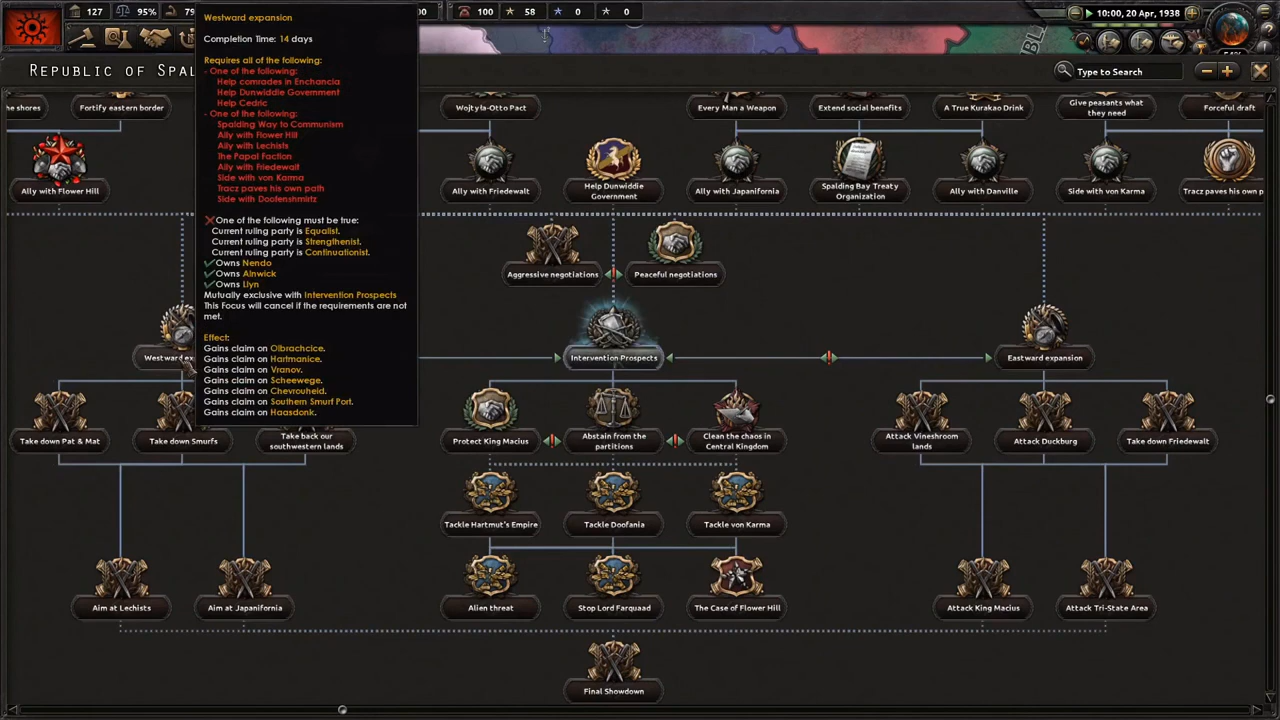 127
95%
79
00
100
58
0
0
10:00, 20 Apr, 1938
BL
REPUBLIC OF SPAL
Type to Search
Westward expansion
Completion Time: 14 days
Requires all of the following:
- One of the following:
Help comrades in Enchancia
Help Dunwiddie Government
Help Cedric
- One of the following:
Spalding Way to Communism
Ally with Flower Hill
Ally with Lechists
The Papal Faction
Ally with Friedewalt
Side with von Karma
Tracz paves his own path
Side with Doofenshmirtz
One of the following must be true:
Current ruling party is Equalist.
Current ruling party is Strengthenist.
Current ruling party is Continuationist.
Owns Nendo
Owns Alnwick
Owns Llyn
Mutually exclusive with Intervention Prospects
This Focus will cancel if the requirements are not
met.
Effect:
Gains claim on Olbrachcice.
Gains claim on Harfmanice.
Gains claim on Vranov.
Gains claim on Scheewege.
Gains claim on Chevrouheid.
Gains claim on Southern Smurf Port.
Gains claim on Haasdonk.
he shores
Fortify eastern border
Wojtyla-Otto Pact
Every Man a Weapon
Extend social benefits
A True Kurakao Drink
Give peasants what
they need
Forceful draft
Ally with Flower Hill
Ally with Friedewalt
Help Dunwiddie
Government
Ally with Japanifornia
Spalding Bay Treaty
Organization
Ally with Danville
Side with von Karma
Tracz paves his own p
Aggressive negotiations
Peaceful negotiations
Westward ex
Intervention Prospects
Eastward expansion
Take down Pat & Mat
Take down Smurfs
Take back our
southwestern lands
Protect King Macius
Abstain from the
partitions
Clean the chaos in
Central Kingdom
Attack Vineshroom
lands
Attack Duckburg
Take down Friedewalt
Tackle Hartmut's Empire
Tackle Doofania
Tackle von Karma
Aim at Lechists
Aim at Japanifornia
Alien threat
Stop Lord Farquaad
The Case of Flower Hill
Attack King Macius
Attack Tri-State Area
Final Showdown